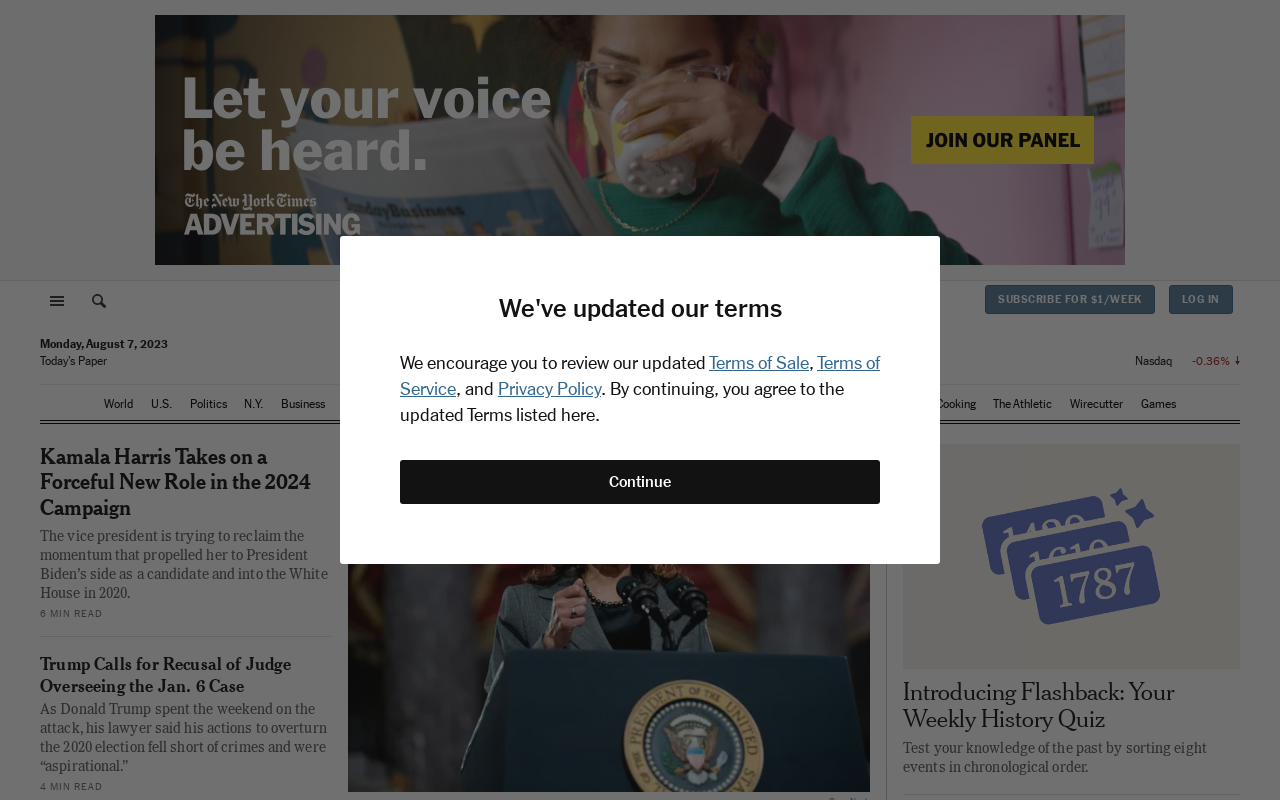 Let your voice
be heard.
The New York Times
ADVERTISING
SundayBusiness
JOIN OUR PANEL
SUBSCRIBE FOR $1/WEEK
LOG IN
Monday, August 7, 2023
Today's Paper
Nasdaq -0.36%
World U.S. Politics N.Y. Business
Cooking The Athletic Wirecutter Games
We've updated our terms
We encourage you to review our updated Terms of Sale, Terms of
Service, and Privacy Policy. By continuing, you agree to the
updated Terms listed here.
Continue
Kamala Harris Takes on a
Forceful New Role in the 2024
Campaign
The vice president is trying to reclaim the
momentum that propelled her to President
Biden's side as a candidate and into the White
House in 2020.
6 MIN READ
Trump Calls for Recusal of Judge
Overseeing the Jan. 6 Case
As Donald Trump spent the weekend on the
attack, his lawyer said his actions to overturn
the 2020 election fell short of crimes and were
“aspirational.”
4 MIN READ
PRESIDENT OF THE UNITED
1787
Introducing Flashback: Your
Weekly History Quiz
Test your knowledge of the past by sorting eight
events in chronological order.